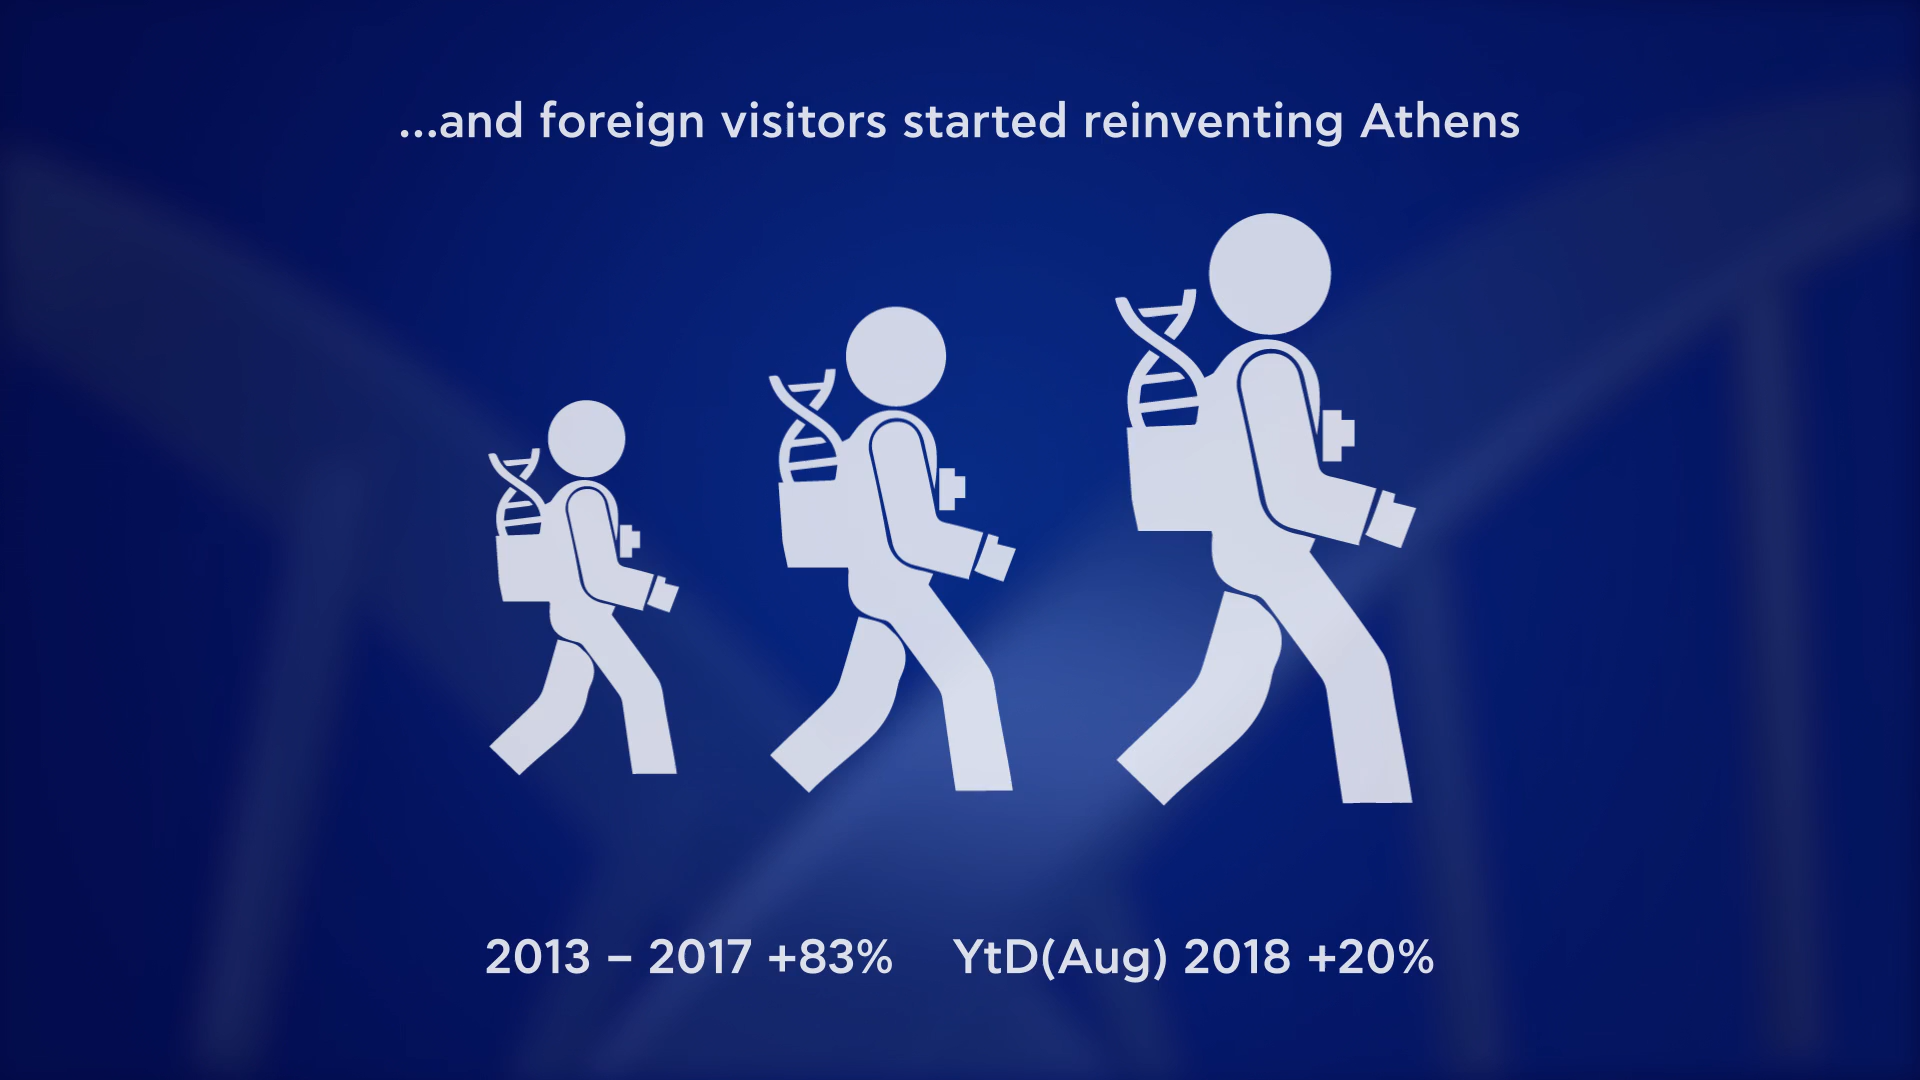 ...and foreign visitors started reinventing Athens
2013 – 2017 +83% YtD(Aug) 2018 +20%